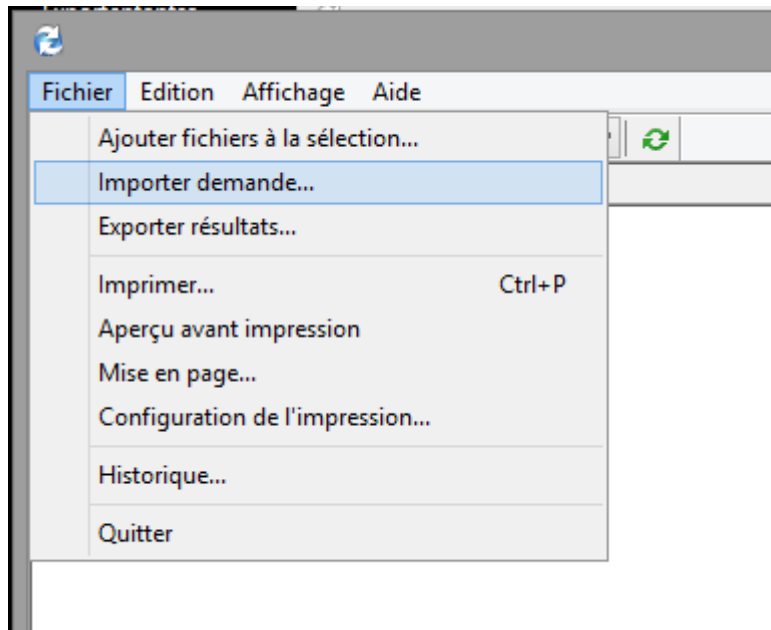 Fichier Edition Affichage Aide
Ajouter fichiers à la sélection...
Importer demande...
Exporter résultats...
Imprimer... Ctrl+P
Aperçu avant impression
Mise en page...
Configuration de l'impression...
Historique...
Quitter